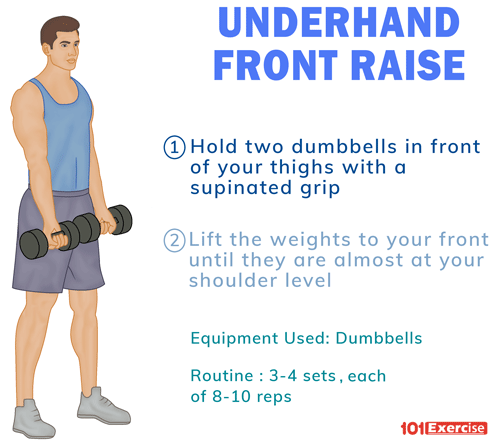 UNDERHAND
FRONT RAISE
1 Hold two dumbbells in front
of your thighs with a
supinated grip
2 Lift the weights to your front
until they are almost at your
shoulder level
Equipment Used: Dumbbells
Routine : 3-4 sets , each
of 8-10 reps
101 Exercise